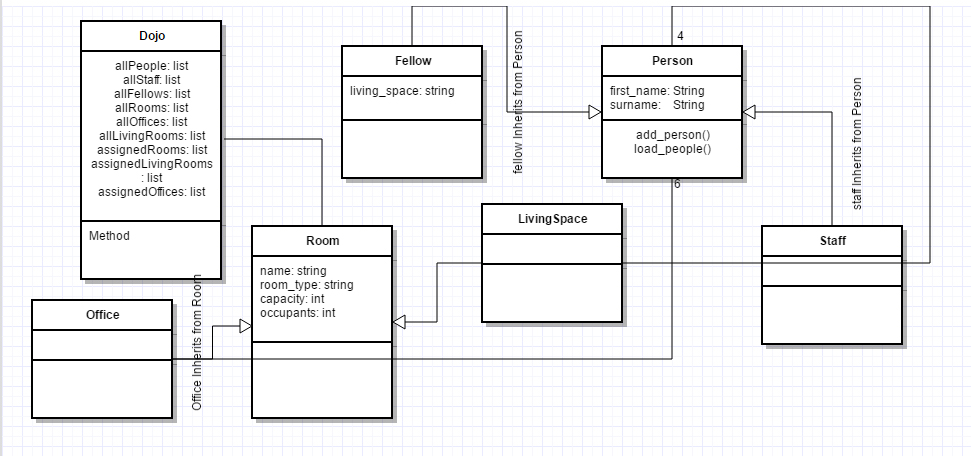 Dojo
allPeople: list
allStaff: list
allFellows: list
allRooms: list
allOffices: list
allLivingRooms: list
assignedRooms: list
assignedLivingRooms
: list
assignedOffices: list
Method
Fellow
living_space: string
fellow Inherits from Person
4
Person
first_name: String
surname: String
add_person()
load_people()
6
staff Inherits from Person
LivingSpace
Staff
Room
name: string
room_type: string
capacity: int
occupants: int
Office
Office Inherits from Room